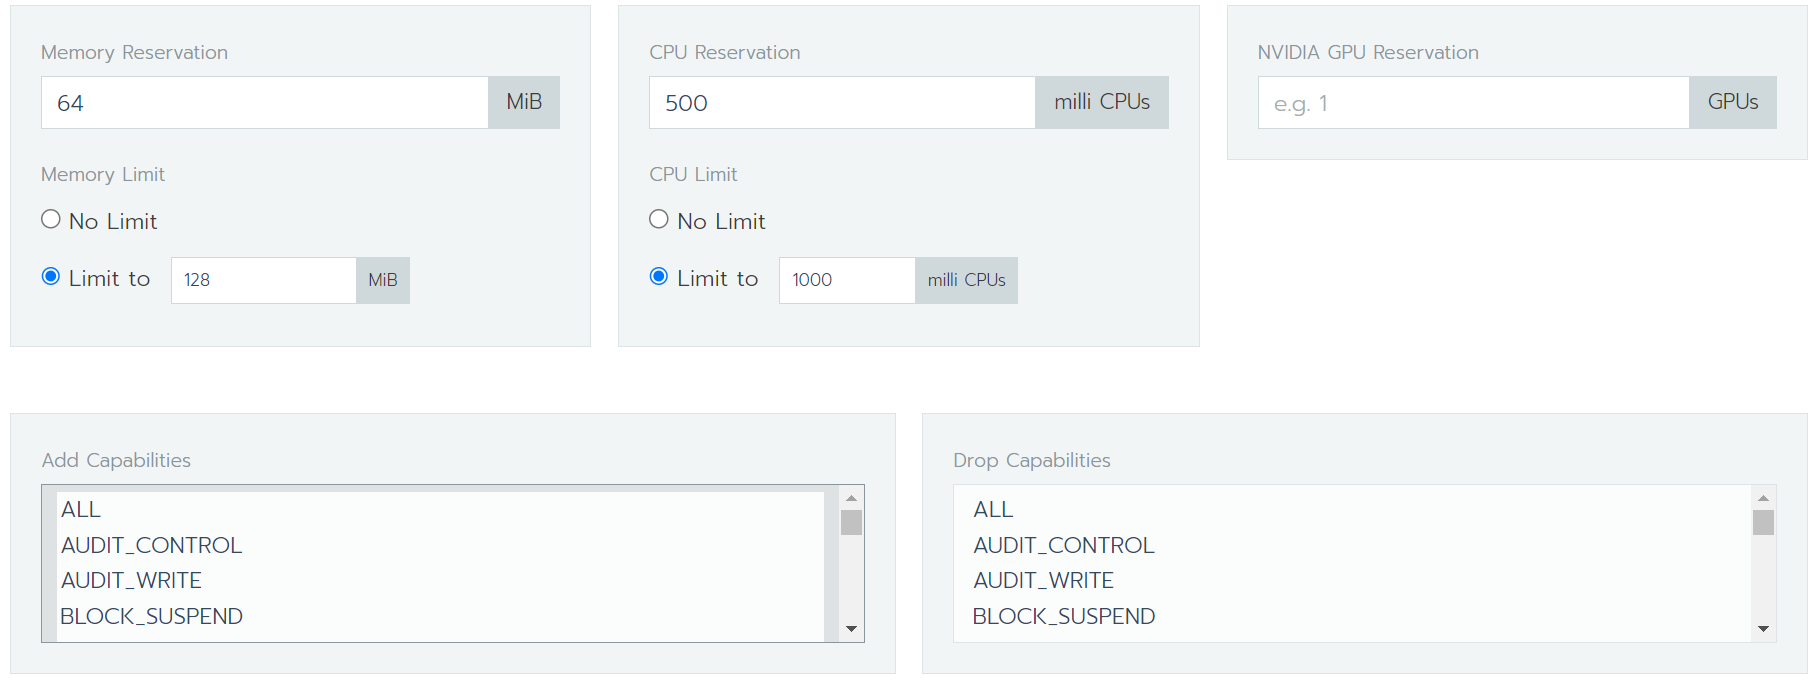 Memory Reservation
64 MiB
Memory Limit
No Limit
Limit to 128 MiB
CPU Reservation
500 milli CPUs
CPU Limit
No Limit
Limit to 1000 milli CPUs
NVIDIA GPU Reservation
e.g. 1 GPUs
Add Capabilities
ALL
AUDIT_CONTROL
AUDIT_WRITE
BLOCK_SUSPEND
Drop Capabilities
ALL
AUDIT_CONTROL
AUDIT_WRITE
BLOCK_SUSPEND